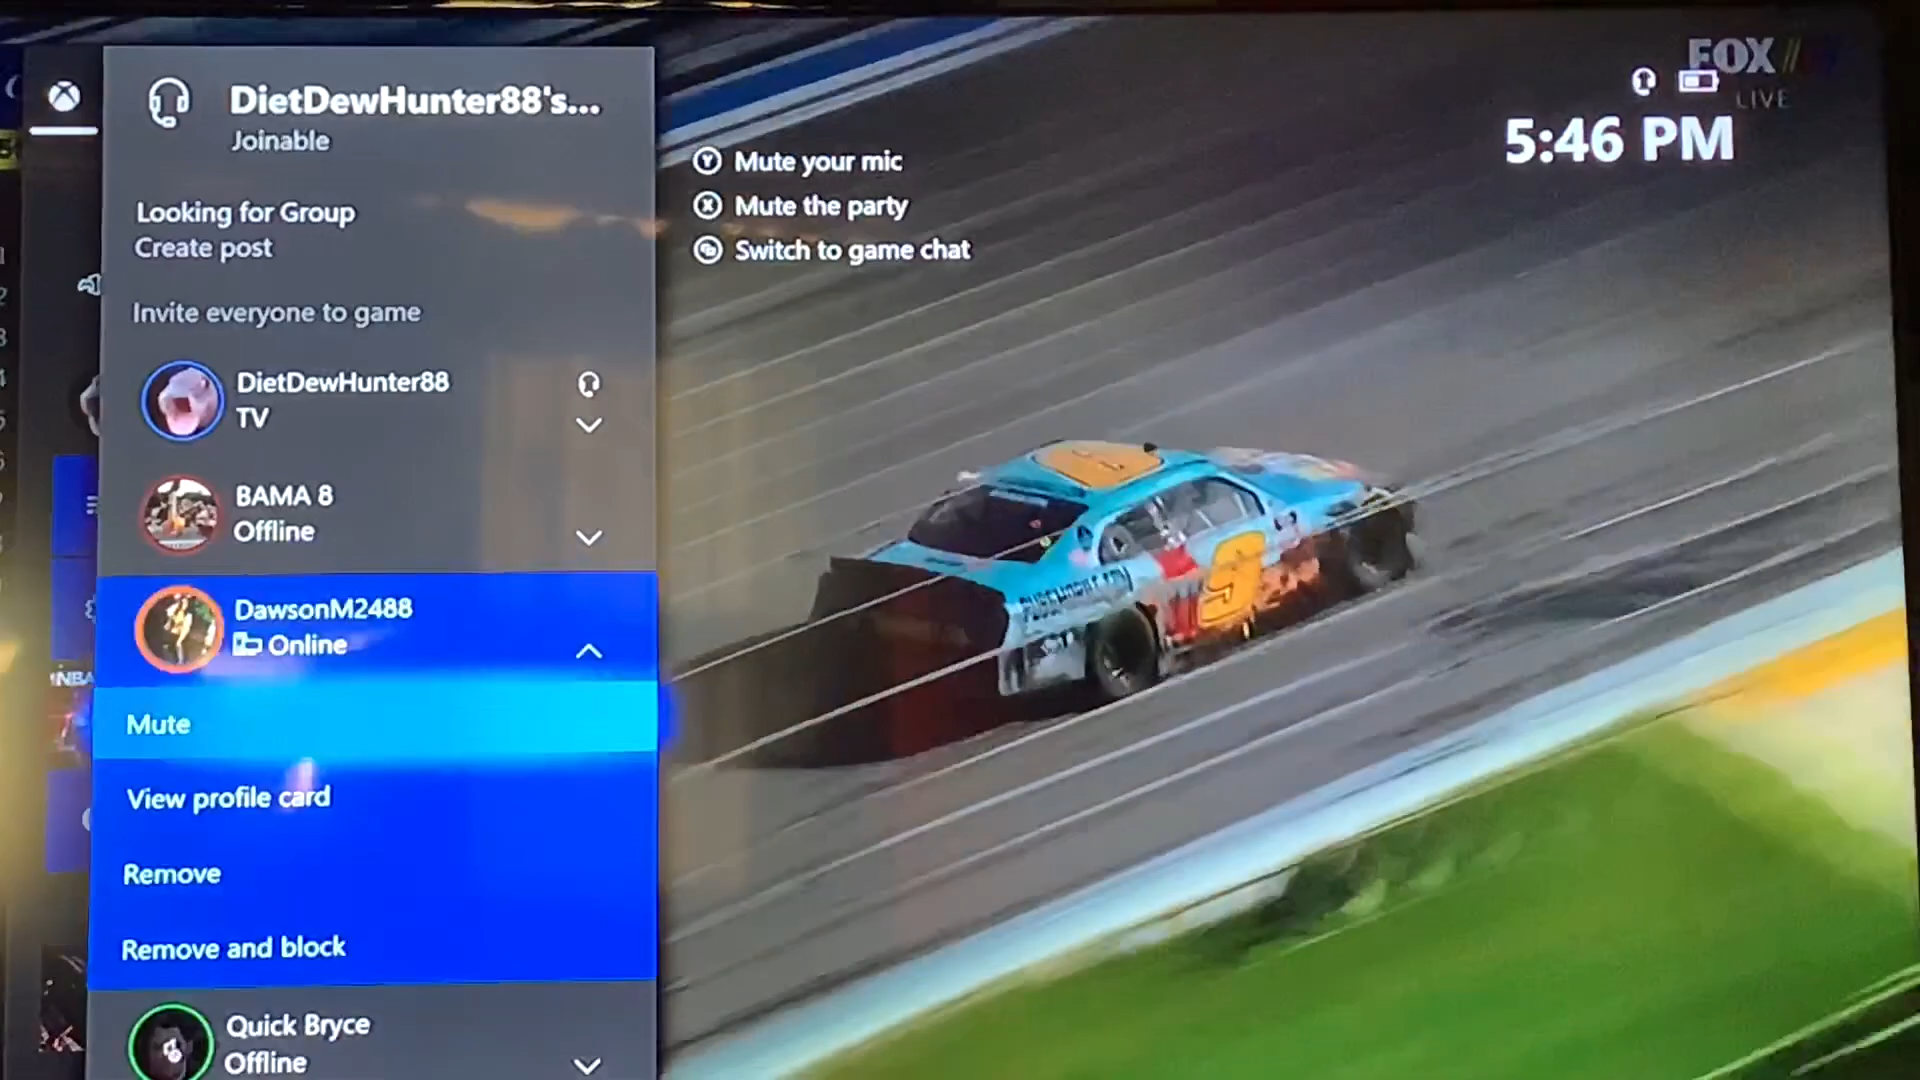 DietDewHunter88's...
Joinable
Looking for Group
Create post
Invite everyone to game
DietDewHunter88
TV
BAMA 8
Offline
DawsonM2488
Online
Mute
View profile card
Remove
Remove and block
Quick Bryce
Offline
Mute your mic
Mute the party
Switch to game chat
FOX
LIVE
5:46 PM
NBA
9